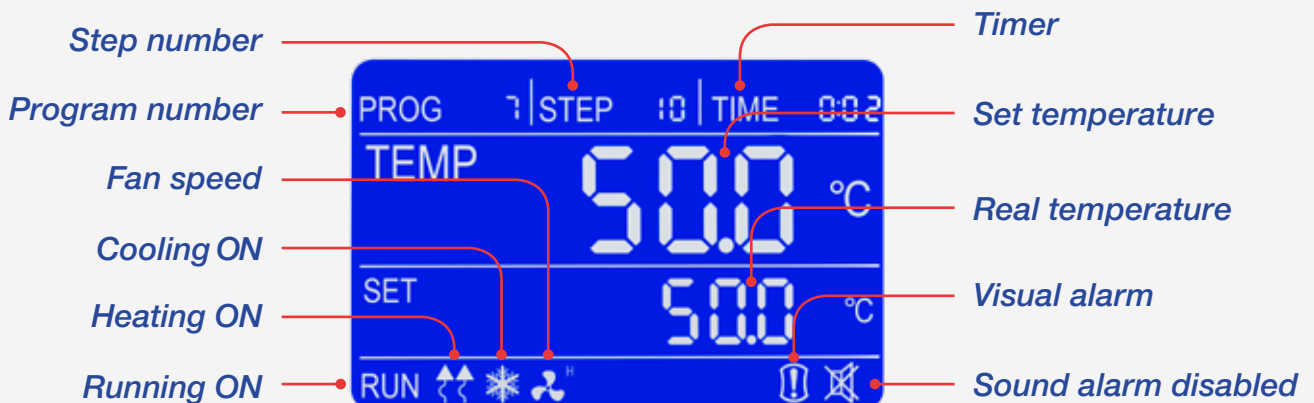 Step number
Timer
Program number
PROG 7 STEP 10 TIME 0:02
Set temperature
TEMP 50.0 °C
Fan speed
Real temperature
Cooling ON
SET 50.0 °C
Visual alarm
Heating ON
Running ON
RUN H
Sound alarm disabled